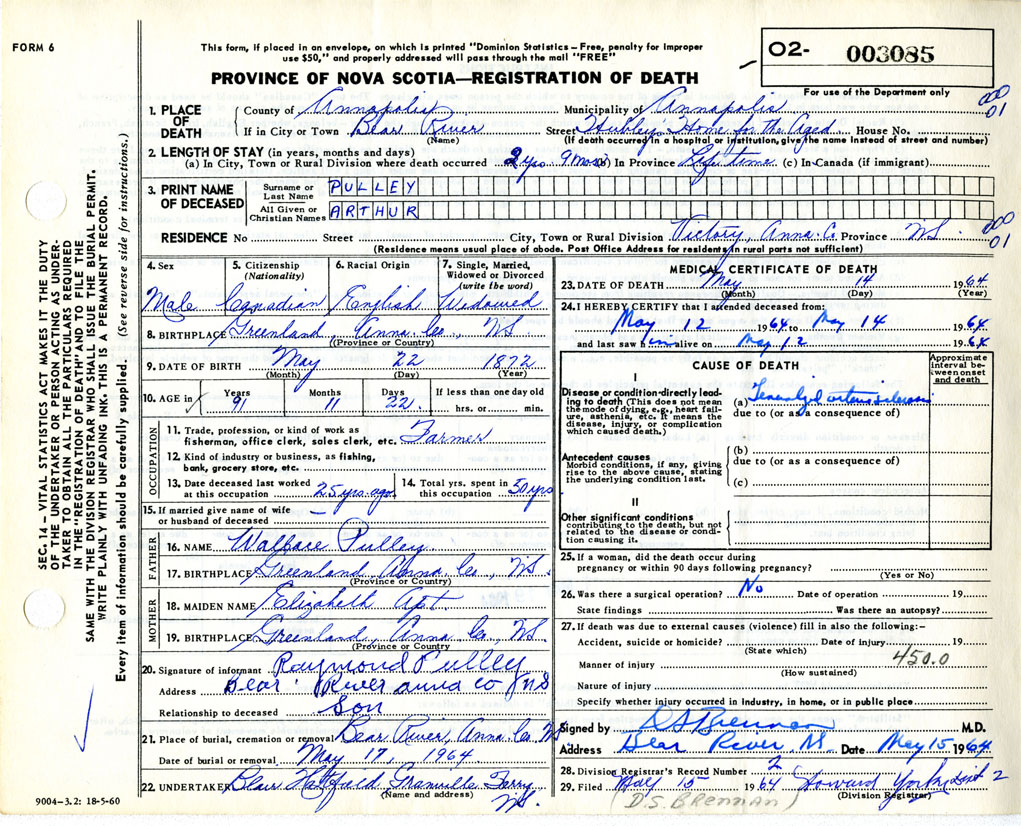 FORM 6
This form, if placed in an envelope, on which is printed "Dominion Statistics – Free, penalty for improper
use $50," and properly addressed will pass through the mail "FREE"
O2- 003085
For use of the Department only
PROVINCE OF NOVA SCOTIA—REGISTRATION OF DEATH
000
01
1. PLACE OF DEATH
County of Annapolis Municipality of Annapolis
If in City or Town Bear River Street Hubley's Home for the Aged House No.
(Name) (If death occurred in a hospital or institution, give the name instead of street and number)
2. LENGTH OF STAY (in years, months and days)
(a) In City, Town or Rural Division where death occurred 2 yrs 9 mos (b) In Province Life time (c) In Canada (if immigrant)
3. PRINT NAME OF DECEASED
Surname or Last Name PULLEY
All Given or Christian Names ARTHUR
RESIDENCE No Street City, Town or Rural Division Victory, Anna. Co. Province N.S.
000
01
(Residence means usual place of abode. Post Office Address for residents in rural parts not sufficient)
4. Sex 5. Citizenship (Nationality) 6. Racial Origin 7. Single, Married, Widowed or Divorced (write the word)
Male Canadian English Widowed
8. BIRTHPLACE Greenland Anna. Co., NS
(Province or Country)
9. DATE OF BIRTH May 22 1872
(Month) (Day) (Year)
10. AGE in Years Months Days If less than one day old
91 11 22 hrs. or min.
OCCUPATION
11. Trade, profession, or kind of work as
fisherman, office clerk, sales clerk, etc. Farmer
12. Kind of industry or business, as fishing,
bank, grocery store, etc.
13. Date deceased last worked at this occupation 25 yrs. ago
14. Total yrs. spent in this occupation 50 yrs
15. If married give name of wife
or husband of deceased —
FATHER
16. NAME Wallace Pulley
17. BIRTHPLACE Greenland Anna. Co., N.S.
(Province or Country)
MOTHER
18. MAIDEN NAME Elizabeth Apt.
19. BIRTHPLACE Greenland, Anna Co., NS
(Province or Country)
20. Signature of informant Raymond Pulley
Address Bear River anna co NS
Relationship to deceased Son
21. Place of burial, cremation or removal Bear River, Anna. Co. NS
Date of burial or removal May 17, 1964
22. UNDERTAKER Blair Hatfield Granville Ferry
(Name and address) NS.
9004–3.2: 18-5-60
MEDICAL CERTIFICATE OF DEATH
23. DATE OF DEATH May 14 1964
(Month) (Day) (Year)
24. I HEREBY CERTIFY that I attended deceased from:
May 12 1964 to May 14 1964
and last saw him alive on May 12 1964
CAUSE OF DEATH
Approximate interval between onset and death
I
Disease or condition directly leading to death (This does not mean the mode of dying, e.g., heart failure, asthenia, etc. It means the disease, injury, or complication which caused death.)
(a) Generalized arteriosclerosis
due to (or as a consequence of)
Antecedent causes
Morbid conditions, if any, giving rise to the above cause, stating the underlying condition last.
(b)
due to (or as a consequence of)
(c)
II
Other significant conditions
contributing to the death, but not related to the disease or condition causing it.
25. If a woman, did the death occur during
pregnancy or within 90 days following pregnancy?
(Yes or No)
26. Was there a surgical operation? No Date of operation 19
State findings Was there an autopsy?
27. If death was due to external causes (violence) fill in also the following:–
Accident, suicide or homicide? Date of injury 19
(State which)
450.0
Manner of injury
(How sustained)
Nature of injury
Specify whether injury occurred in industry, in home, or in public place
Signed by D S Brennan M.D.
Address Bear River Date May 15 1964
28. Division Registrar's Record Number 2
29. Filed May 15 1964 Howard Yorke Dist 2
(Division Registrar)
(D.S. BRENNAN)
SEC. 14 – VITAL STATISTICS ACT MAKES IT THE DUTY
OF THE UNDERTAKER OR PERSON ACTING AS UNDER-
TAKER TO OBTAIN ALL THE PARTICULARS REQUIRED
IN THE "REGISTRATION OF DEATH" AND TO FILE THE
SAME WITH THE DIVISION REGISTRAR WHO SHALL ISSUE THE BURIAL PERMIT.
WRITE PLAINLY WITH UNFADING INK. THIS IS A PERMANENT RECORD.
Every item of information should be carefully supplied. (See reverse side for instructions.)